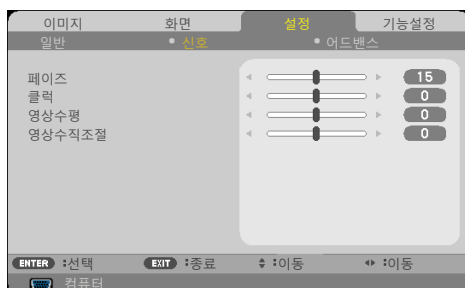 이미지 화면 설정 기능설정
일반 • 신호 • 어드밴스
페이즈 15
클럭 0
영상수평 0
영상수직조절 0
ENTER :선택 EXIT :종료 :이동 :이동
컴퓨터